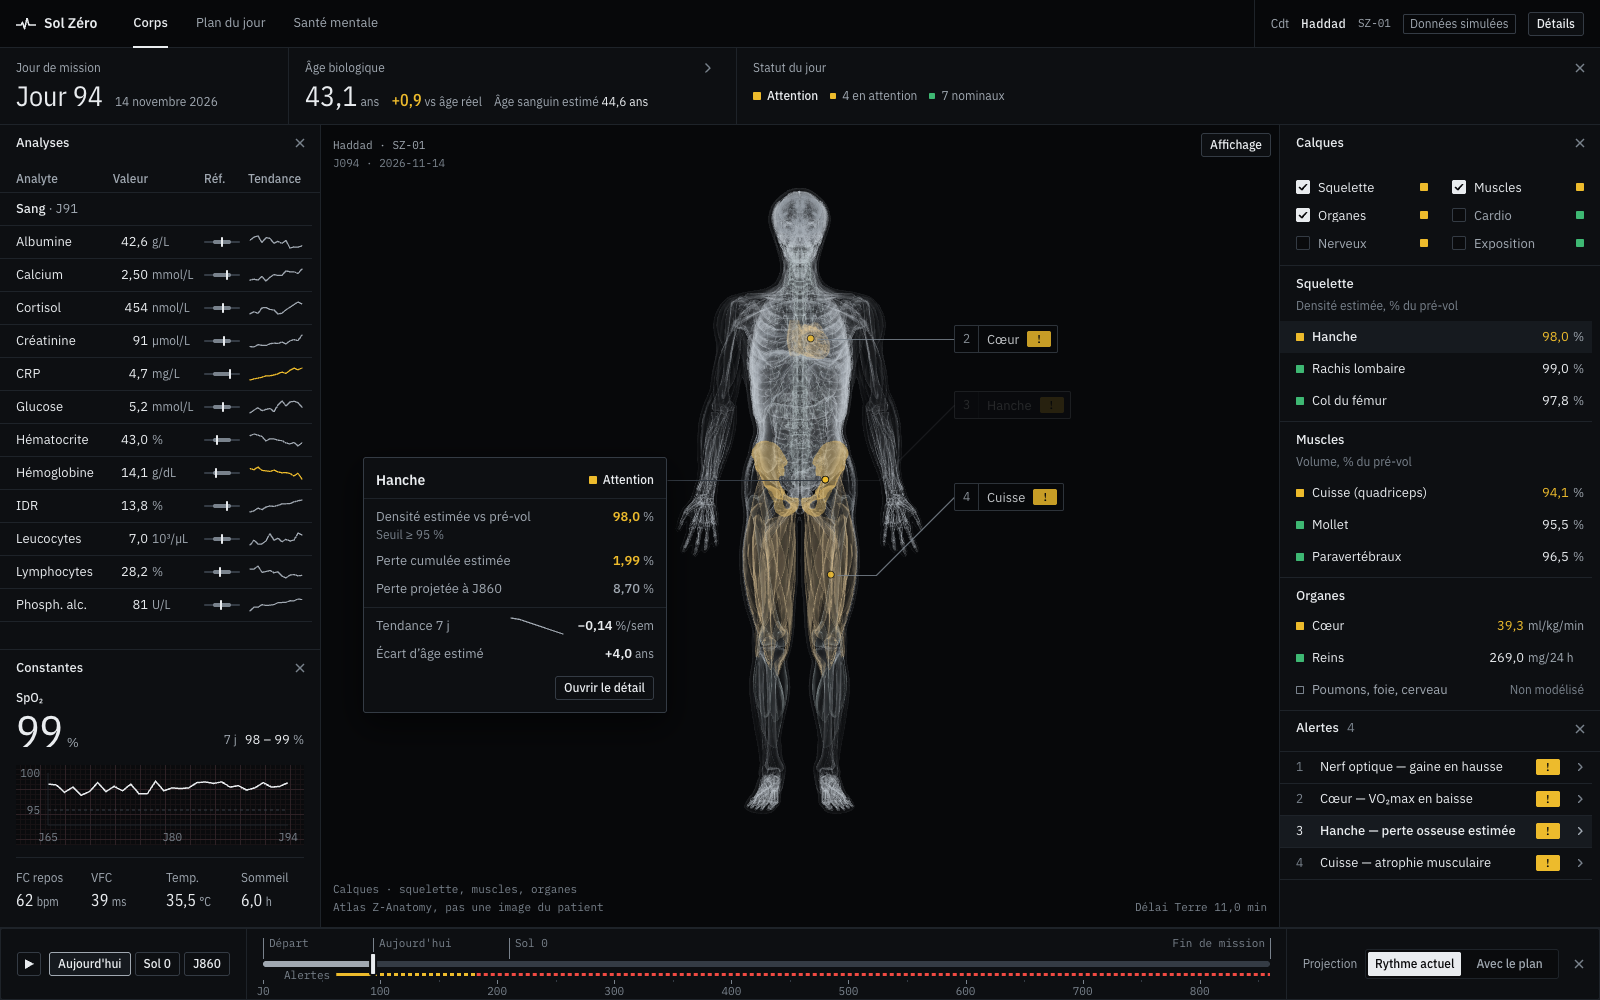 Sol Zéro Corps Plan du jour Santé mentale Cdt Haddad SZ-01 Données simulées Détails
Jour de mission
Jour 94 14 novembre 2026
Âge biologique
43,1 ans +0,9 vs âge réel Âge sanguin estimé 44,6 ans
Statut du jour
Attention 4 en attention 7 nominaux
Analyses
Analyte Valeur Réf. Tendance
Sang · J91
Albumine 42,6 g/L
Calcium 2,50 mmol/L
Cortisol 454 nmol/L
Créatinine 91 µmol/L
CRP 4,7 mg/L
Glucose 5,2 mmol/L
Hématocrite 43,0 %
Hémoglobine 14,1 g/dL
IDR 13,8 %
Leucocytes 7,0 10³/µL
Lymphocytes 28,2 %
Phosph. alc. 81 U/L
Constantes
SpO₂
99 % 7 j 98 – 99 %
100
95
J65 J80 J94
FC repos VFC Temp. Sommeil
62 bpm 39 ms 35,5 °C 6,0 h
Haddad · SZ-01
J094 · 2026-11-14
Affichage
2 Cœur !
3 Hanche !
4 Cuisse !
Hanche Attention
Densité estimée vs pré-vol 98,0 %
Seuil ≥ 95 %
Perte cumulée estimée 1,99 %
Perte projetée à J860 8,70 %
Tendance 7 j −0,14 %/sem
Écart d’âge estimé +4,0 ans
Ouvrir le détail
Calques · squelette, muscles, organes
Atlas Z-Anatomy, pas une image du patient
Délai Terre 11,0 min
Calques
Squelette Muscles
Organes Cardio
Nerveux Exposition
Squelette
Densité estimée, % du pré-vol
Hanche 98,0 %
Rachis lombaire 99,0 %
Col du fémur 97,8 %
Muscles
Volume, % du pré-vol
Cuisse (quadriceps) 94,1 %
Mollet 95,5 %
Paravertébraux 96,5 %
Organes
Cœur 39,3 ml/kg/min
Reins 269,0 mg/24 h
Poumons, foie, cerveau Non modélisé
Alertes 4
1 Nerf optique — gaine en hausse !
2 Cœur — VO₂max en baisse !
3 Hanche — perte osseuse estimée !
4 Cuisse — atrophie musculaire !
Aujourd'hui Sol 0 J860
Départ Aujourd'hui Sol 0 Fin de mission
Alertes
J0 100 200 300 400 500 600 700 800
Projection Rythme actuel Avec le plan